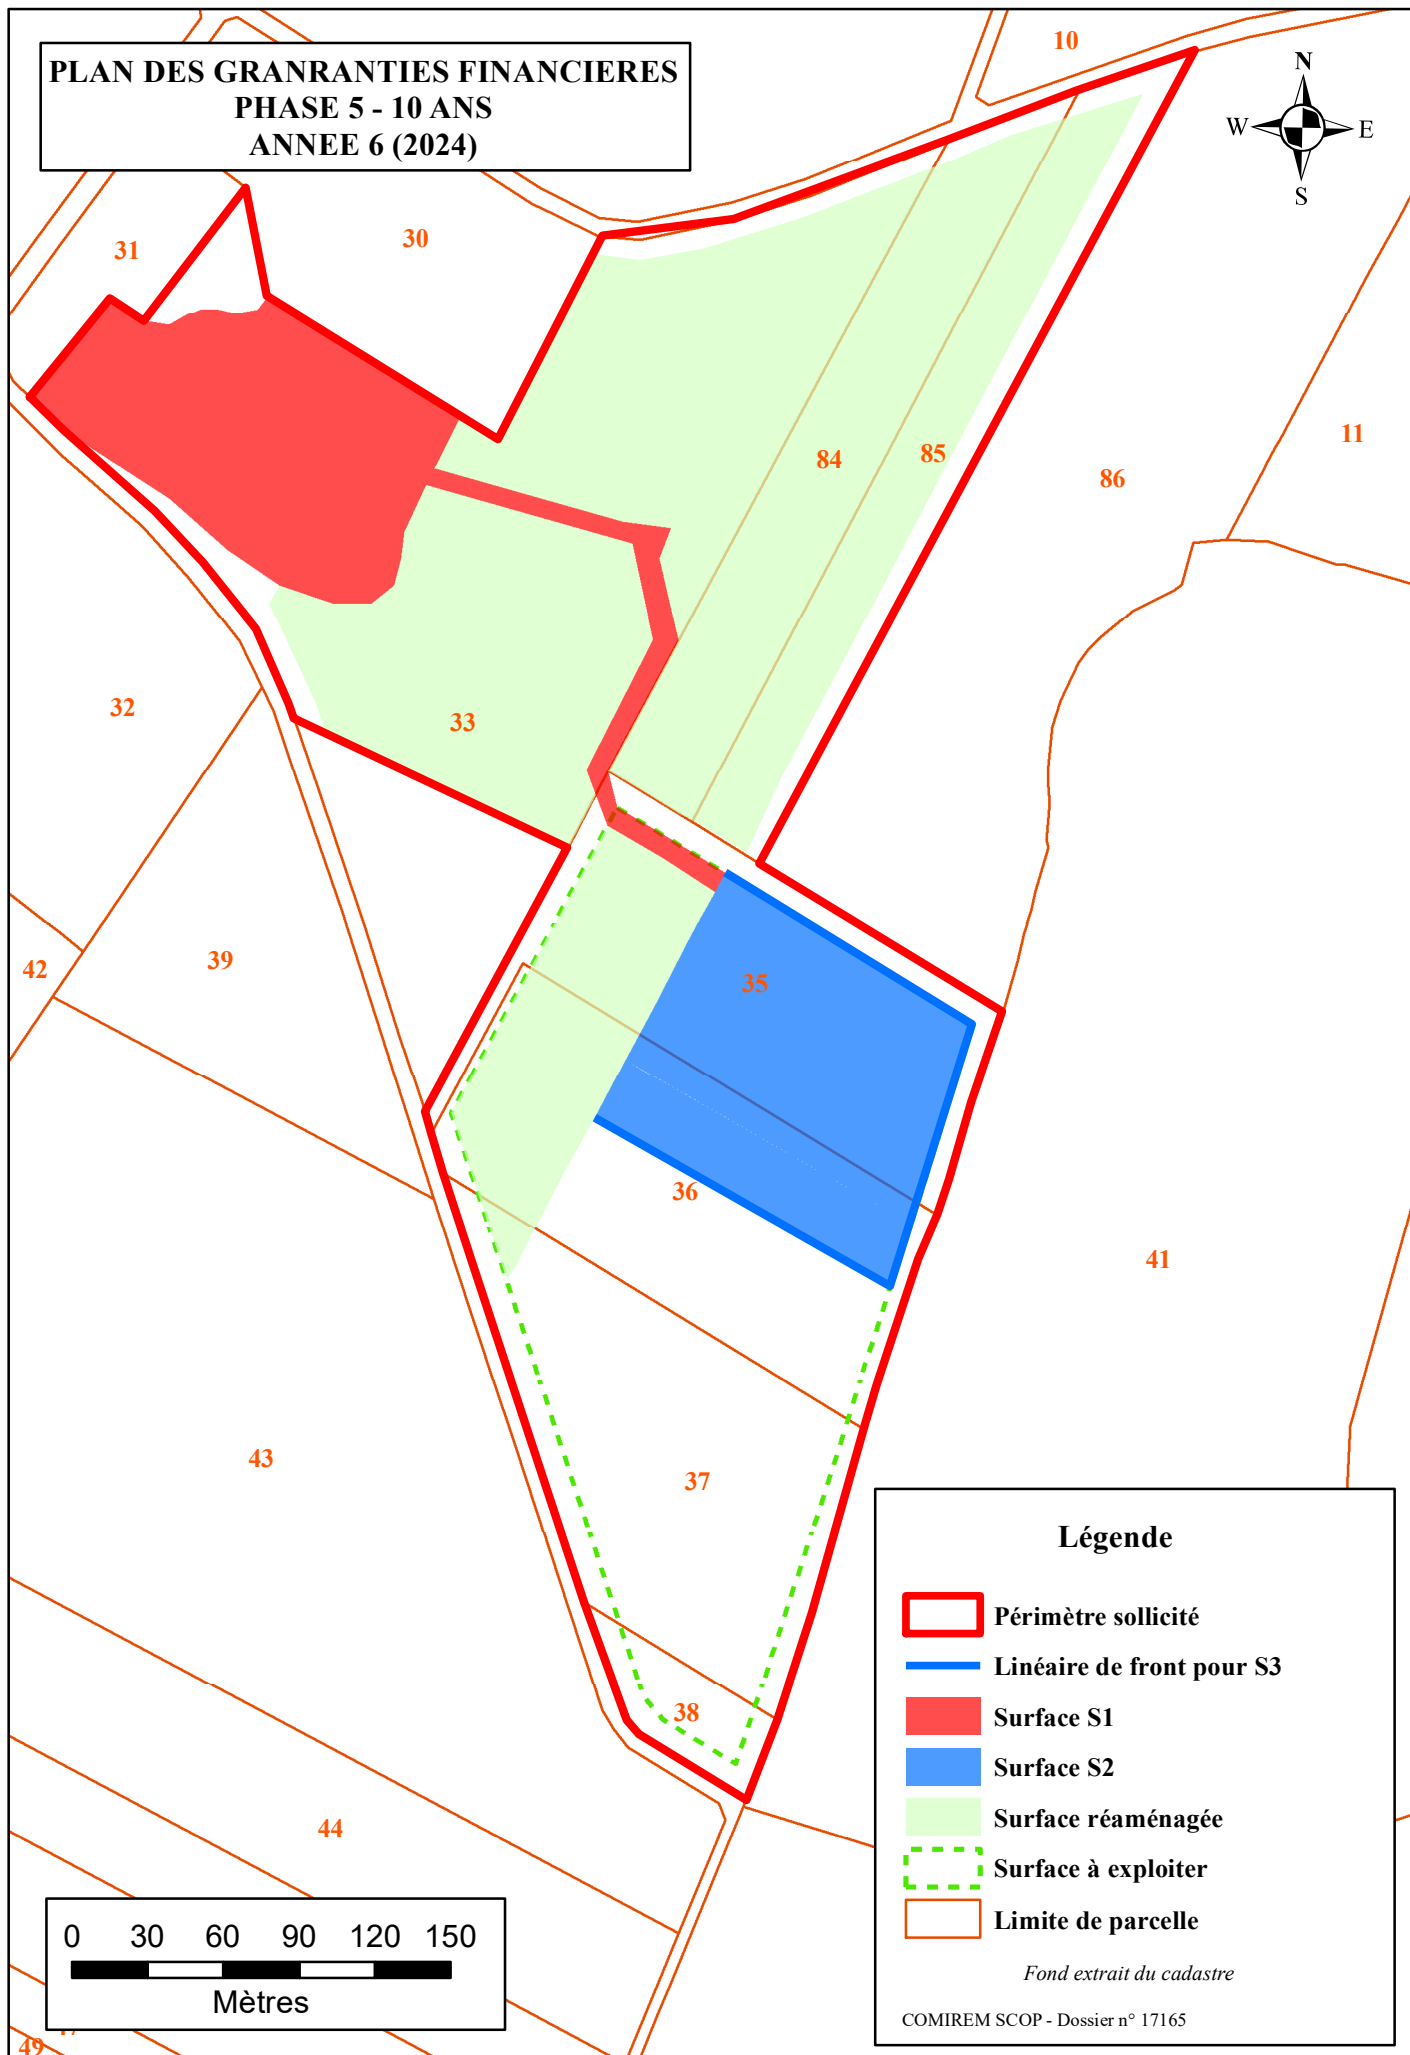 PLAN DES GRANRANTIES FINANCIERES
PHASE 5 - 10 ANS
ANNEE 6 (2024)
10
N
W
E
S
31
30
84
85
86
11
32
33
42
39
35
36
41
43
37
38
44
49
0 30 60 90 120 150
Mètres
Légende
Périmètre sollicité
Linéaire de front pour S3
Surface S1
Surface S2
Surface réaménagée
Surface à exploiter
Limite de parcelle
Fond extrait du cadastre
COMIREM SCOP - Dossier n° 17165